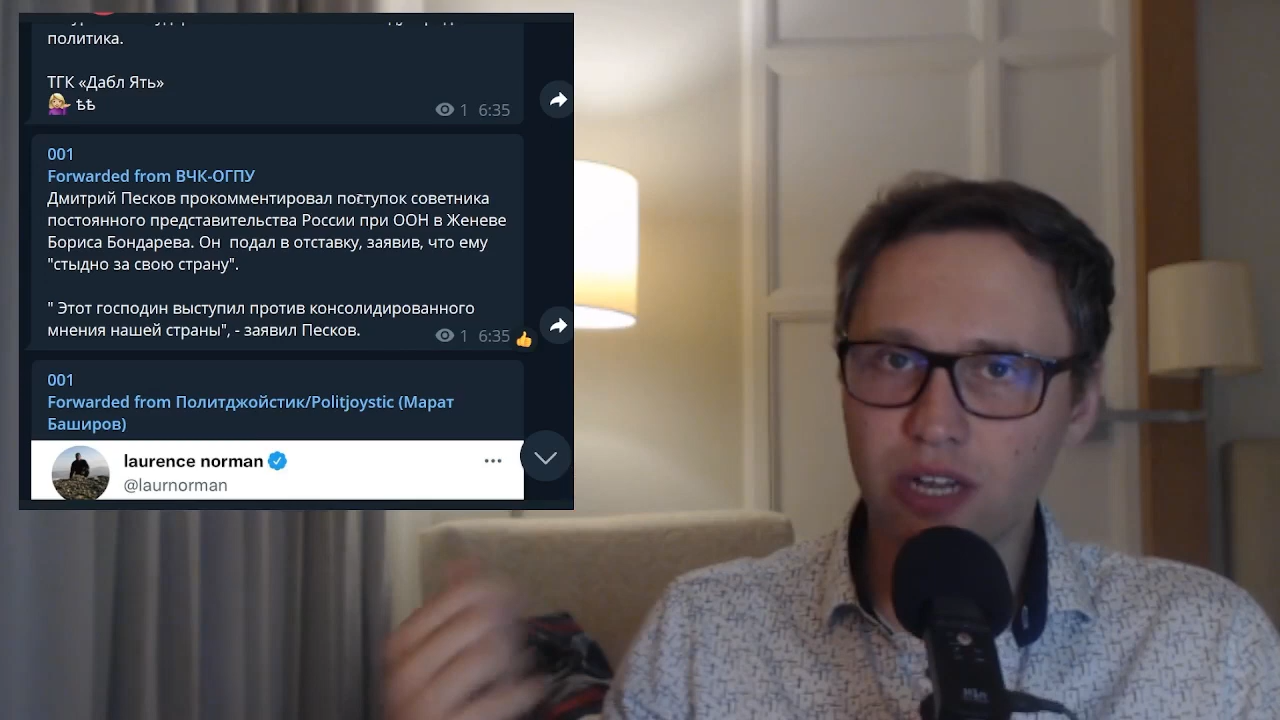 политика.
ТГК «Дабл Ять»
ѣѣ
1 6:35
001
Forwarded from ВЧК-ОГПУ
Дмитрий Песков прокомментировал поступок советника
постоянного представительства России при ООН в Женеве
Бориса Бондарева. Он подал в отставку, заявив, что ему
"стыдно за свою страну".
" Этот господин выступил против консолидированного
мнения нашей страны", - заявил Песков.
1 6:35
001
Forwarded from Политджойстик/Politjoystic (Марат
Баширов)
laurence norman
@laurnorman